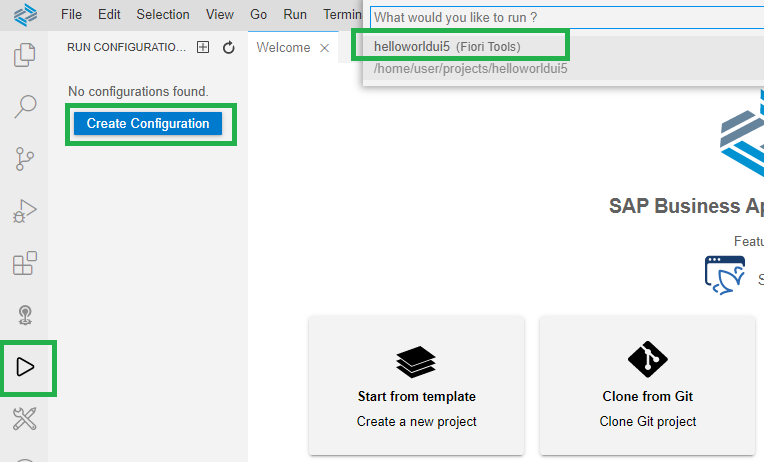 File Edit Selection View Go Run Termin
What would you like to run ?
helloworldui5 (Fiori Tools)
/home/user/projects/helloworldui5
RUN CONFIGURATIO...
Welcome
No configurations found.
Create Configuration
SAP Business Ap
Featu
S
Start from template
Create a new project
Clone from Git
Clone Git project